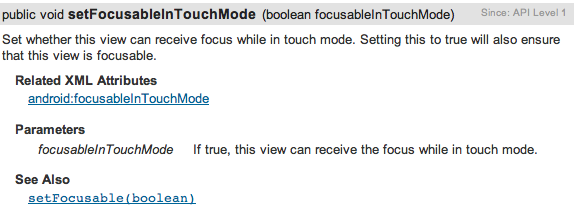 public void setFocusableInTouchMode (boolean focusableInTouchMode) Since: API Level 1
Set whether this view can receive focus while in touch mode. Setting this to true will also ensure
that this view is focusable.
Related XML Attributes
android:focusableInTouchMode
Parameters
focusableInTouchMode If true, this view can receive the focus while in touch mode.
See Also
setFocusable(boolean)